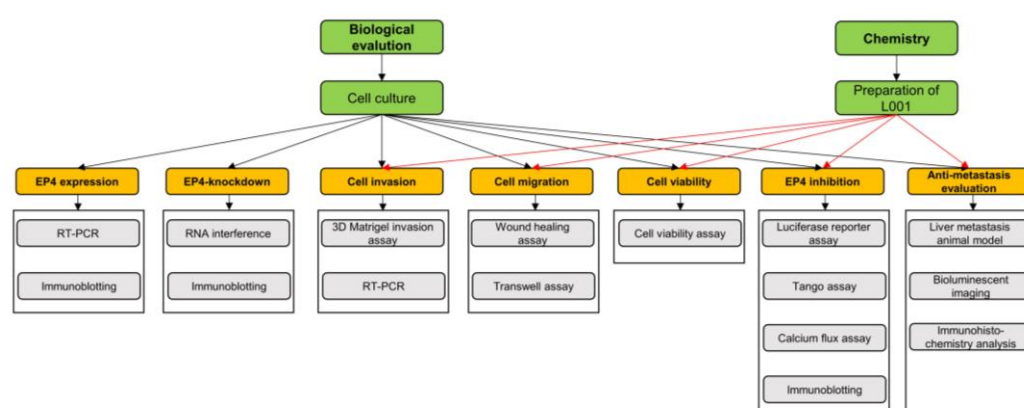 Biological
evalution
Chemistry
Cell culture
Preparation of
L001
EP4 expression
EP4-knockdown
Cell invasion
Cell migration
Cell viability
EP4 inhibition
Anti-metastasis
evaluation
RT-PCR
Immunoblotting
RNA interference
Immunoblotting
3D Matrigel invasion
assay
RT-PCR
Wound healing
assay
Transwell assay
Cell viability assay
Luciferase reporter
assay
Tango assay
Calcium flux assay
Immunoblotting
Liver metastasis
animal model
Bioluminescent
imaging
Immunohisto-
chemistry analysis